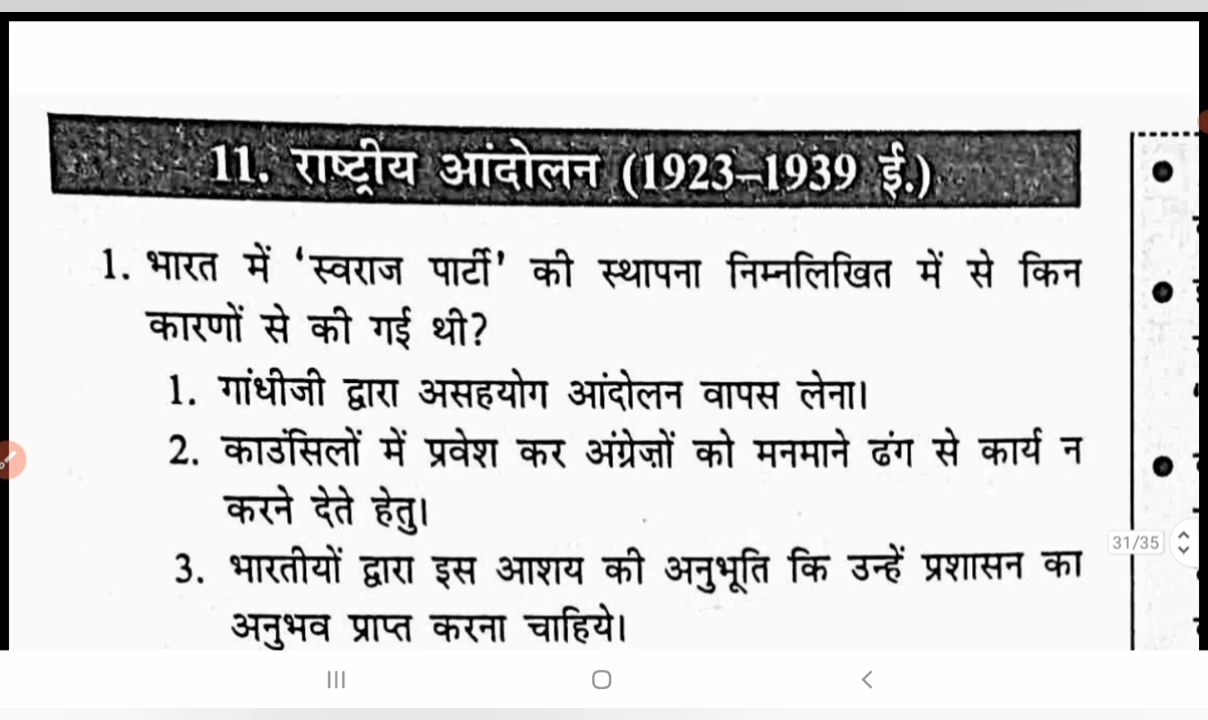 11. राष्ट्रीय आंदोलन (1923–1939 ई.)
1. भारत में ‘स्वराज पार्टी’ की स्थापना निम्नलिखित में से किन
कारणों से की गई थी?
1. गांधीजी द्वारा असहयोग आंदोलन वापस लेना।
2. काउंसिलों में प्रवेश कर अंग्रेज़ों को मनमाने ढंग से कार्य न
करने देते हेतु।
3. भारतीयों द्वारा इस आशय की अनुभूति कि उन्हें प्रशासन का
अनुभव प्राप्त करना चाहिये।
31/35